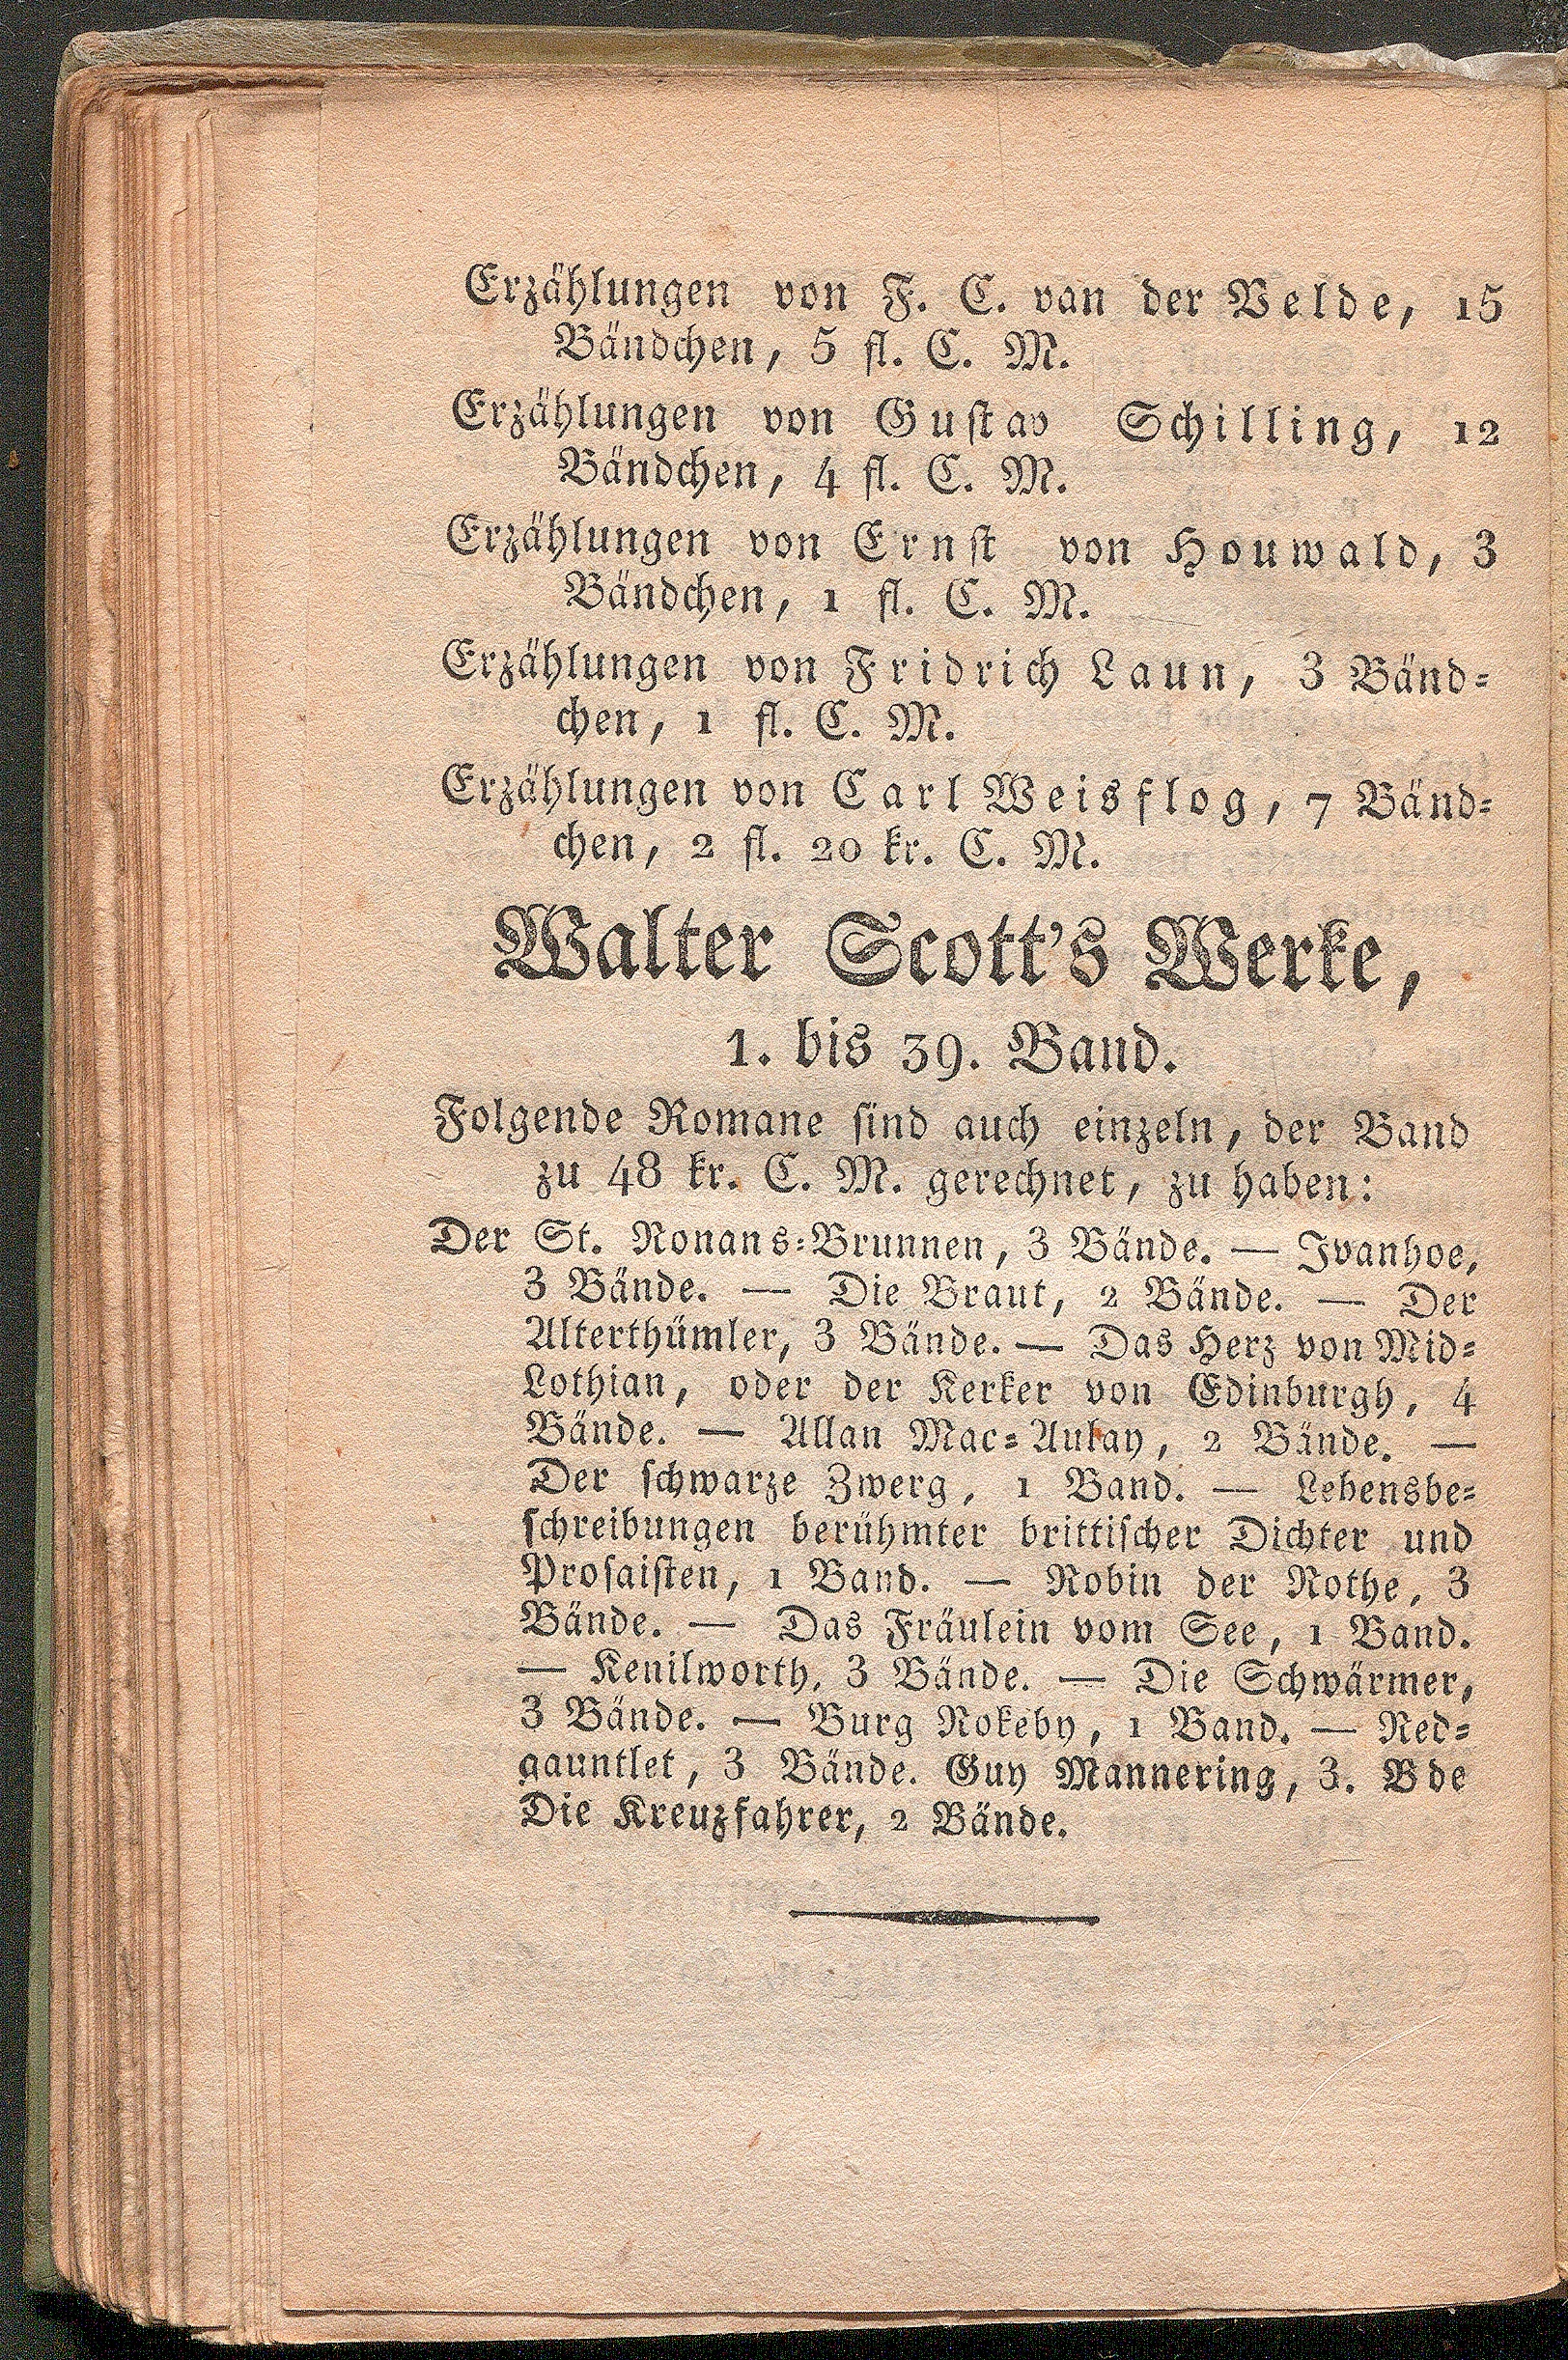 Erzählungen von F. C. van der Velde, 15
Bändchen, 5 fl. C. M.
Erzählungen von Gustav Schilling, 12
Bändchen, 4 fl. C. M.
Erzählungen von Ernst von Houwald, 3
Bändchen, 1 fl. C. M.
Erzählungen von Fridrich Laun, 3 Bänd-
chen, 1 fl. C. M.
Erzählungen von Carl Weisflog, 7 Bänd-
chen, 2 fl. 20 kr. C. M.
Walter Scott's Werke,
1. bis 39. Band.
Folgende Romane sind auch einzeln, der Band
zu 48 kr. C. M. gerechnet, zu haben:
Der St. Ronans-Brunnen, 3 Bände. — Ivanhoe,
3 Bände. — Die Braut, 2 Bände. — Der
Alterthümler, 3 Bände. — Das Herz von Mid-
Lothian, oder der Kerker von Edinburgh, 4
Bände. — Allan Mac-Aulay, 2 Bände. —
Der schwarze Zwerg, 1 Band. — Lebensbe-
schreibungen berühmter brittischer Dichter und
Prosaisten, 1 Band. — Robin der Rothe, 3
Bände. — Das Fräulein vom See, 1 Band.
— Kenilworth, 3 Bände. — Die Schwärmer,
3 Bände. — Burg Rokeby, 1 Band. — Red-
gauntlet, 3 Bände. Guy Mannering, 3. Bde
Die Kreuzfahrer, 2 Bände.